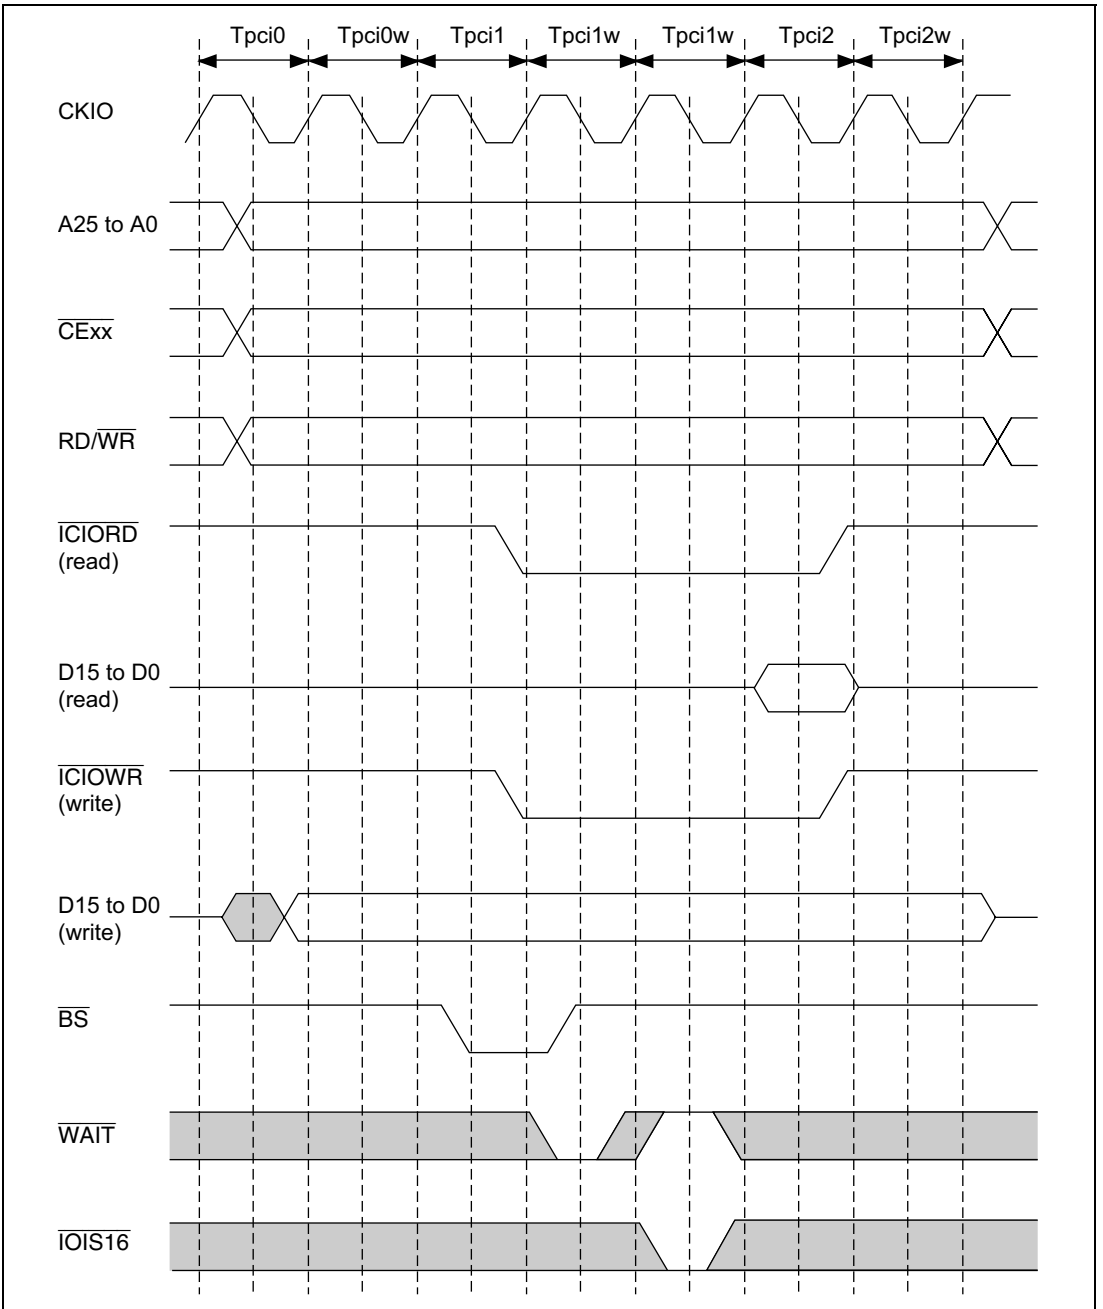 Tpci0 Tpci0w Tpci1 Tpci1w Tpci1w Tpci2 Tpci2w
CKIO
A25 to A0
CExx
RD/WR
ICIORD
(read)
D15 to D0
(read)
ICIOWR
(write)
D15 to D0
(write)
BS
WAIT
IOIS16